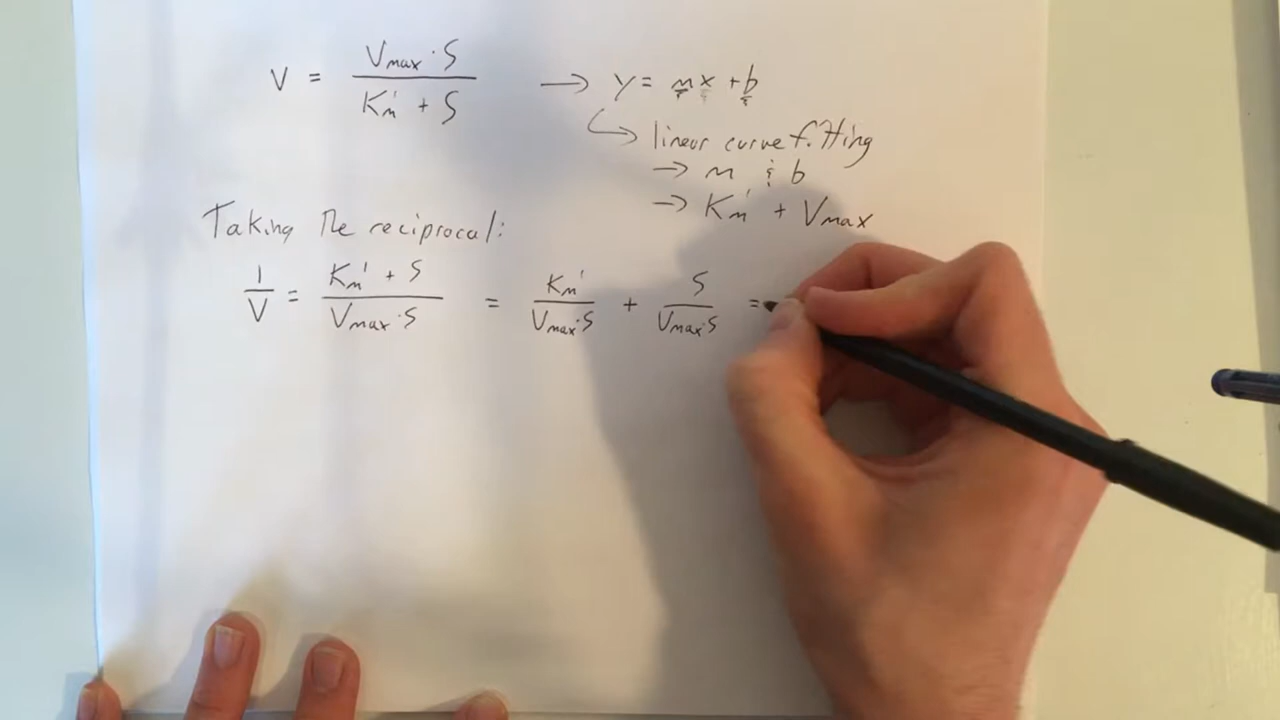 V = Vmax · S / Km' + S → y = mx + b
↳ linear curve fitting
→ m & b
→ Km' + Vmax
Taking the reciprocal:
1/V = Km' + S / Vmax · S = Km' / Vmax · S + S / Vmax · S =